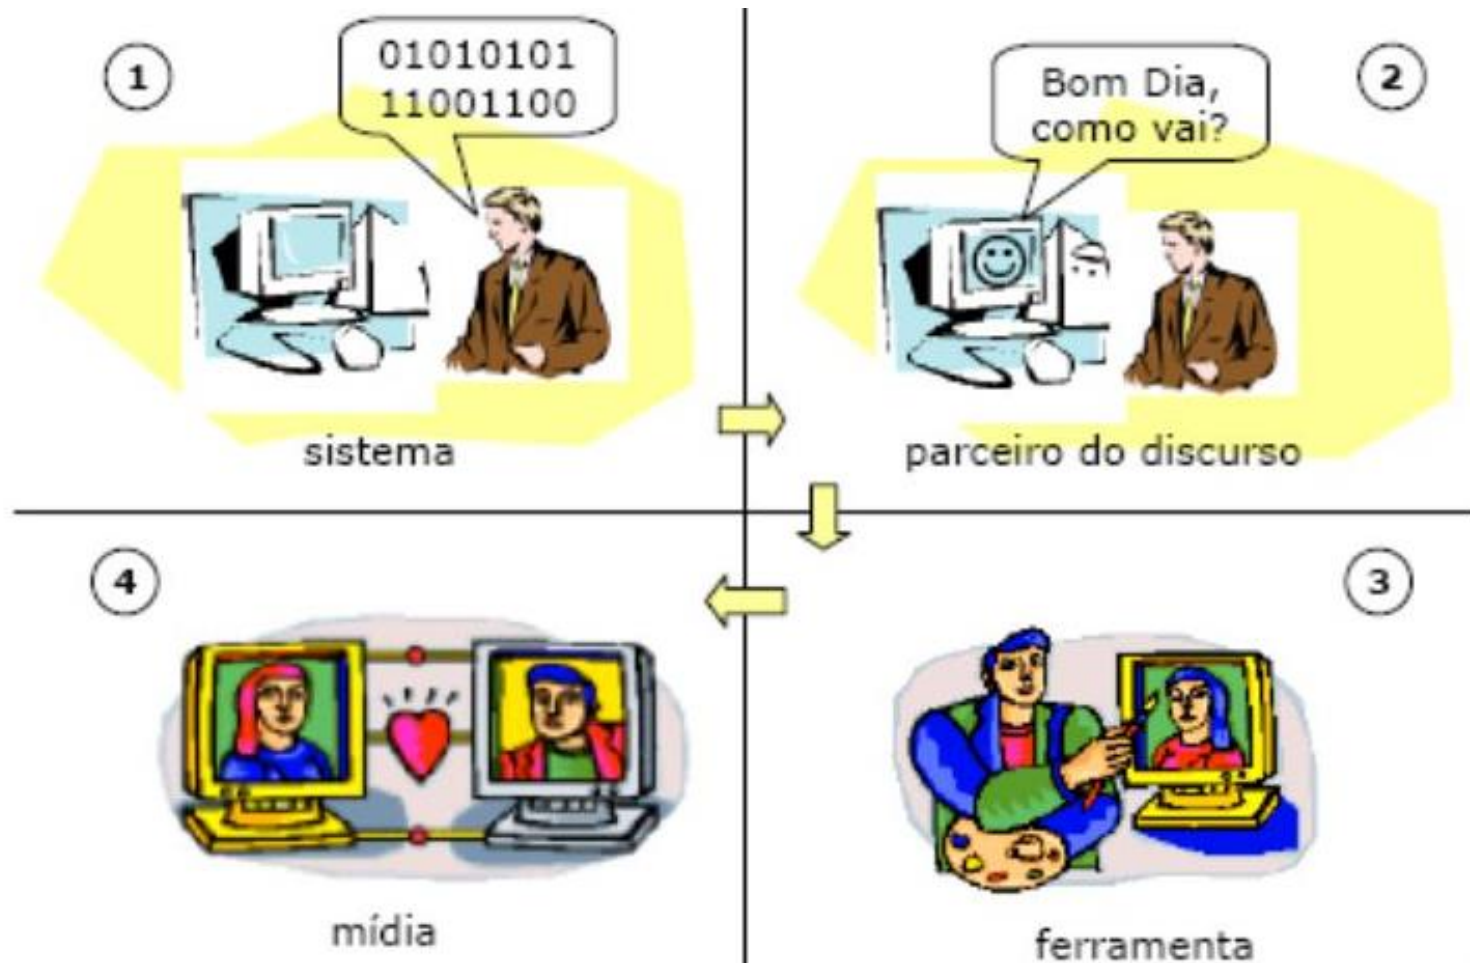 1
01010101
11001100
sistema
2
Bom Dia,
como vai?
parceiro do discurso
3
ferramenta
4
mídia